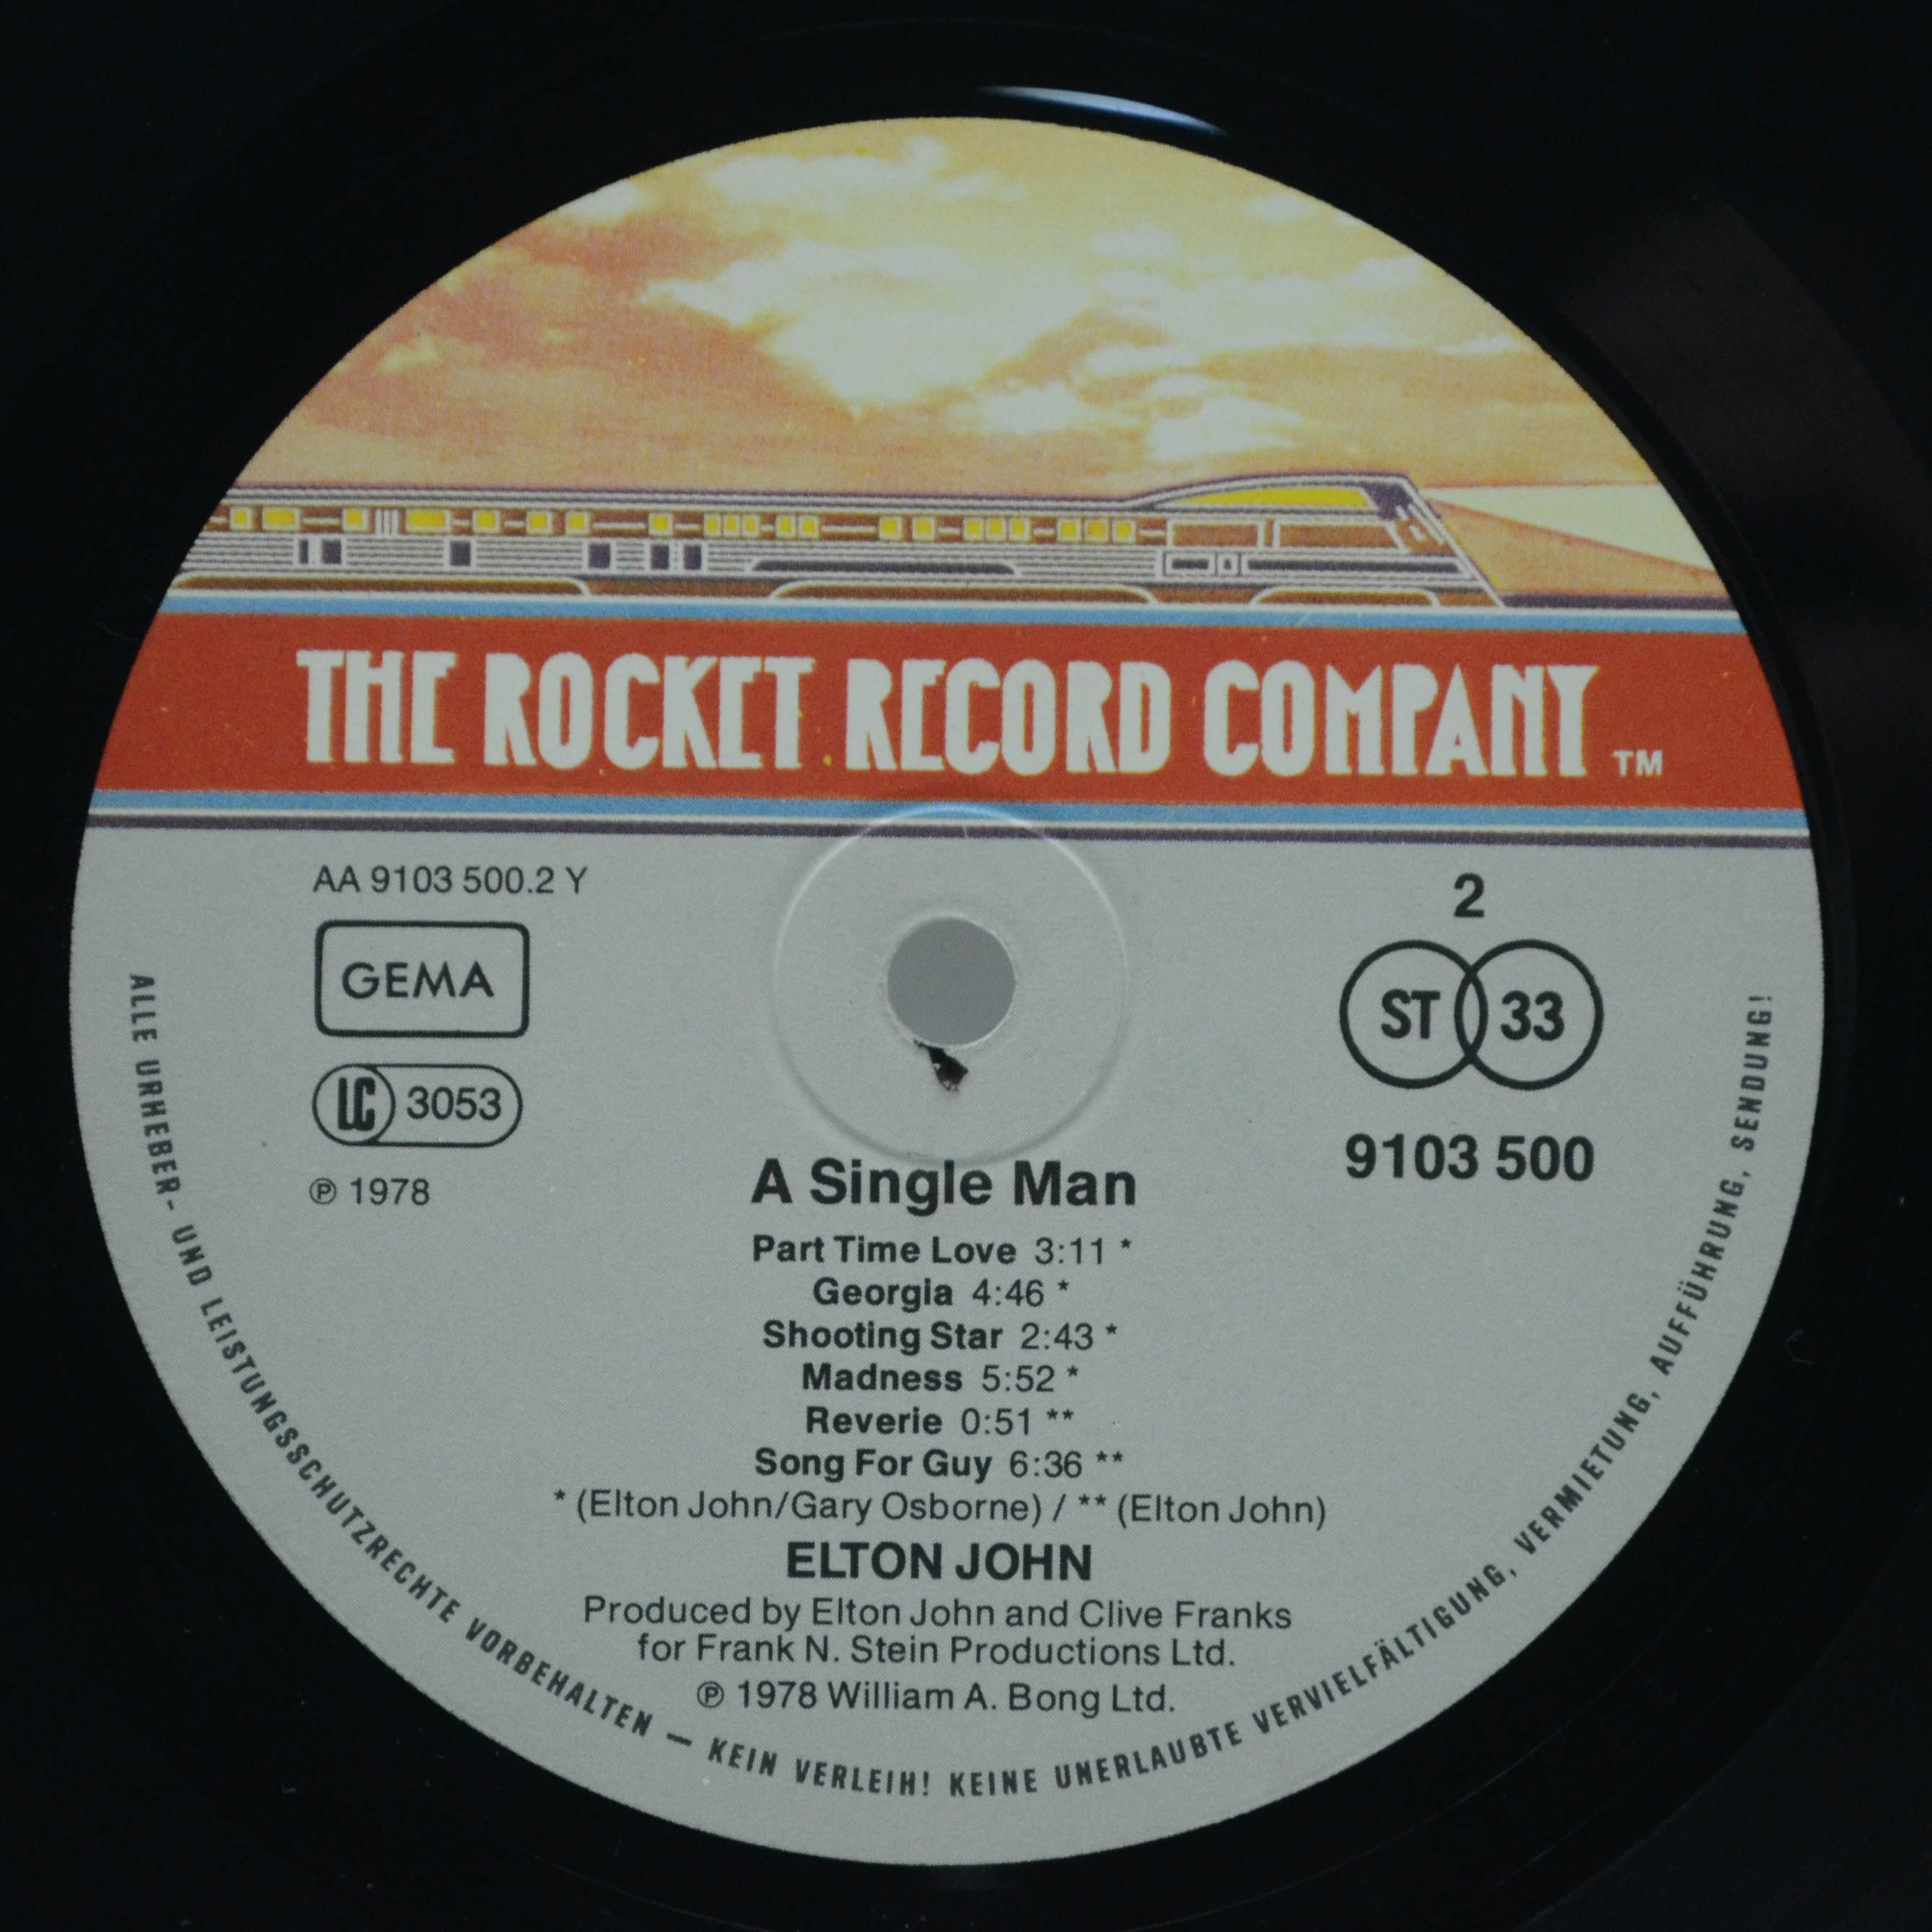 THE ROCKET RECORD COMPANY TM
AA 9103 500.2 Y
GEMA
LC 3053
℗ 1978
2
ST 33
9103 500
A Single Man
Part Time Love 3:11 *
Georgia 4:46 *
Shooting Star 2:43 *
Madness 5:52 *
Reverie 0:51 **
Song For Guy 6:36 **
* (Elton John/Gary Osborne) / ** (Elton John)
ELTON JOHN
Produced by Elton John and Clive Franks
for Frank N. Stein Productions Ltd.
℗ 1978 William A. Bong Ltd.
ALLE URHEBER- UND LEISTUNGSSCHUTZRECHTE VORBEHALTEN — KEIN VERLEIH! KEINE UNERLAUBTE VERVIELFÄLTIGUNG, VERMIETUNG, AUFFÜHRUNG, SENDUNG!